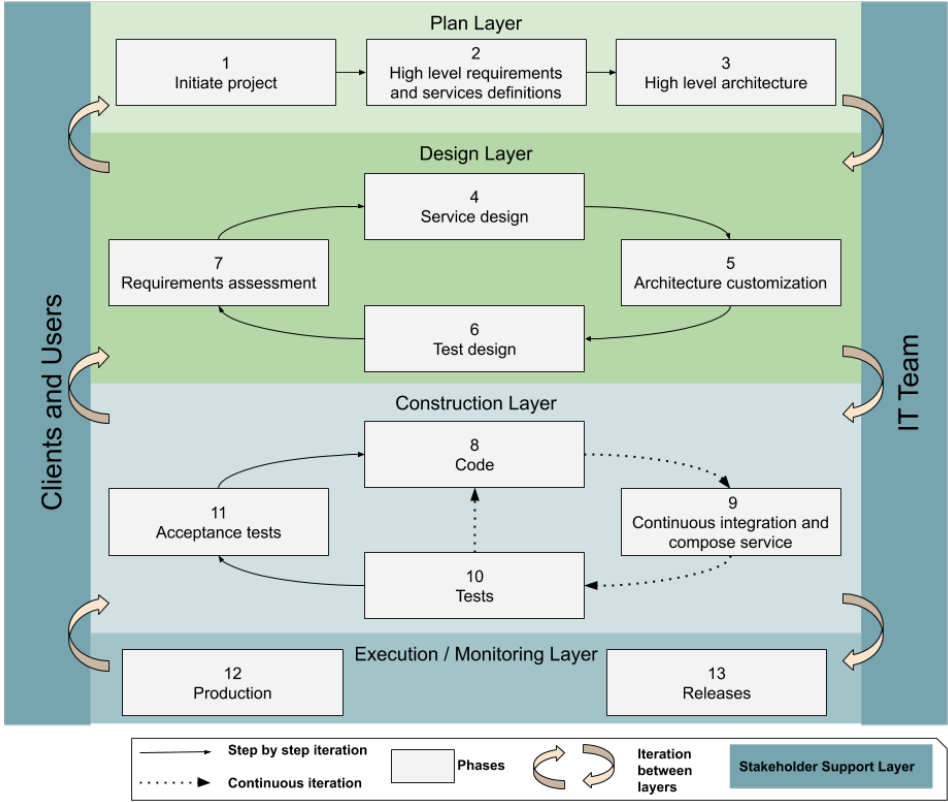 Plan Layer
1
Initiate project
2
High level requirements
and services definitions
3
High level architecture
Design Layer
4
Service design
7
Requirements assessment
5
Architecture customization
6
Test design
Clients and Users
IT Team
Construction Layer
8
Code
11
Acceptance tests
9
Continuous integration and
compose service
10
Tests
Execution / Monitoring Layer
12
Production
13
Releases
Step by step iteration
Continuous iteration
Phases
Iteration
between
layers
Stakeholder Support Layer